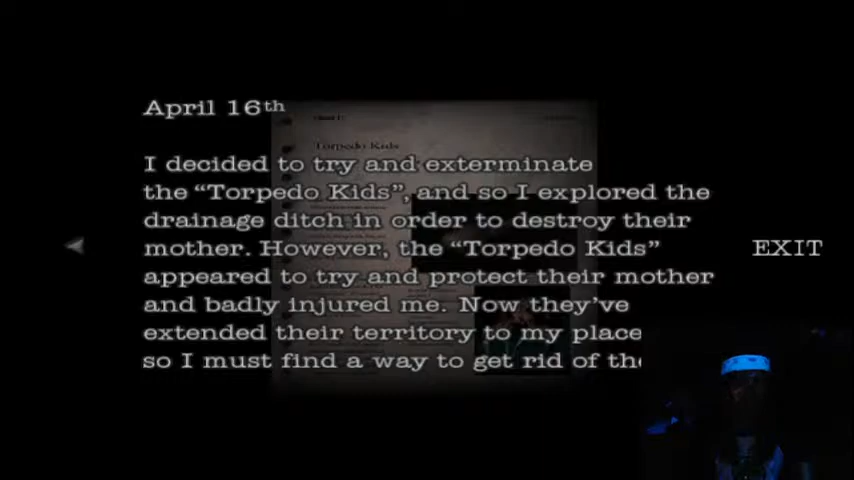 April 16th
I decided to try and exterminate
the “Torpedo Kids”, and so I explored the
drainage ditch in order to destroy their
mother. However, the “Torpedo Kids”
EXIT
appeared to try and protect their mother
and badly injured me. Now they’ve
extended their territory to my place
so I must find a way to get rid of the
Torpedo Kids